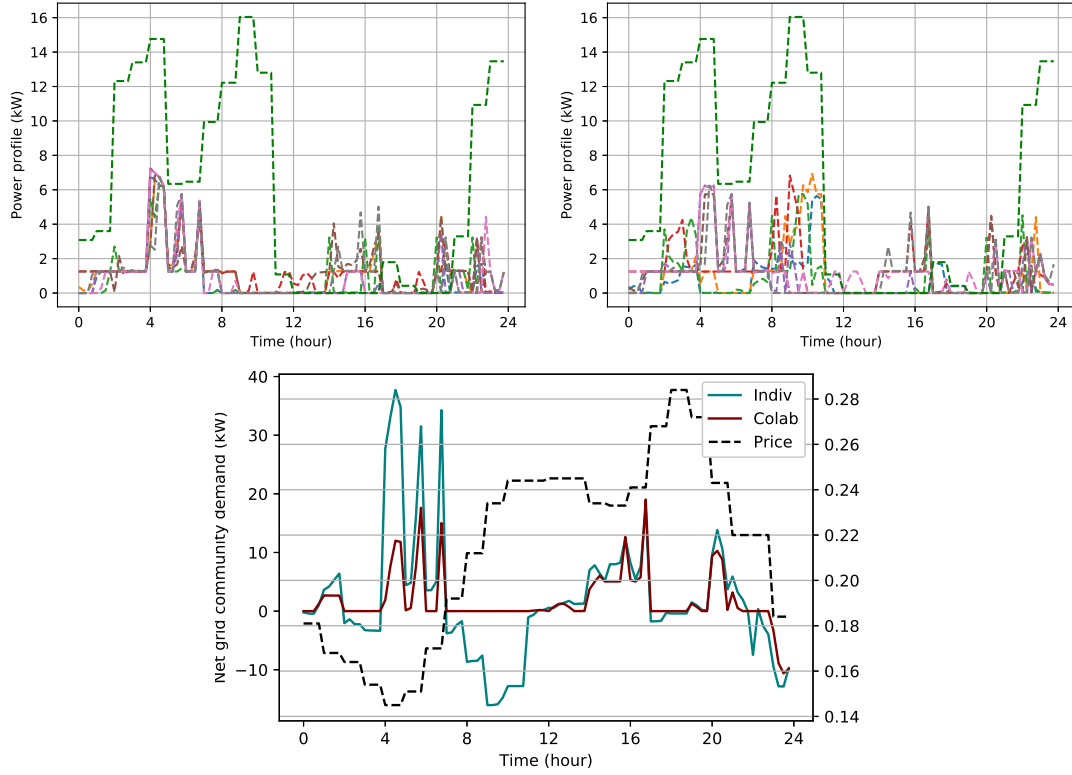 16
14
12
10
8
6
4
2
0
Power profile (kW)
0 4 8 12 16 20 24
Time (hour)
16
14
12
10
8
6
4
2
0
Power profile (kW)
0 4 8 12 16 20 24
Time (hour)
40
30
20
10
0
−10
Net grid community demand (kW)
Indiv
Colab
Price
0.28
0.26
0.24
0.22
0.20
0.18
0.16
0.14
0 4 8 12 16 20 24
Time (hour)